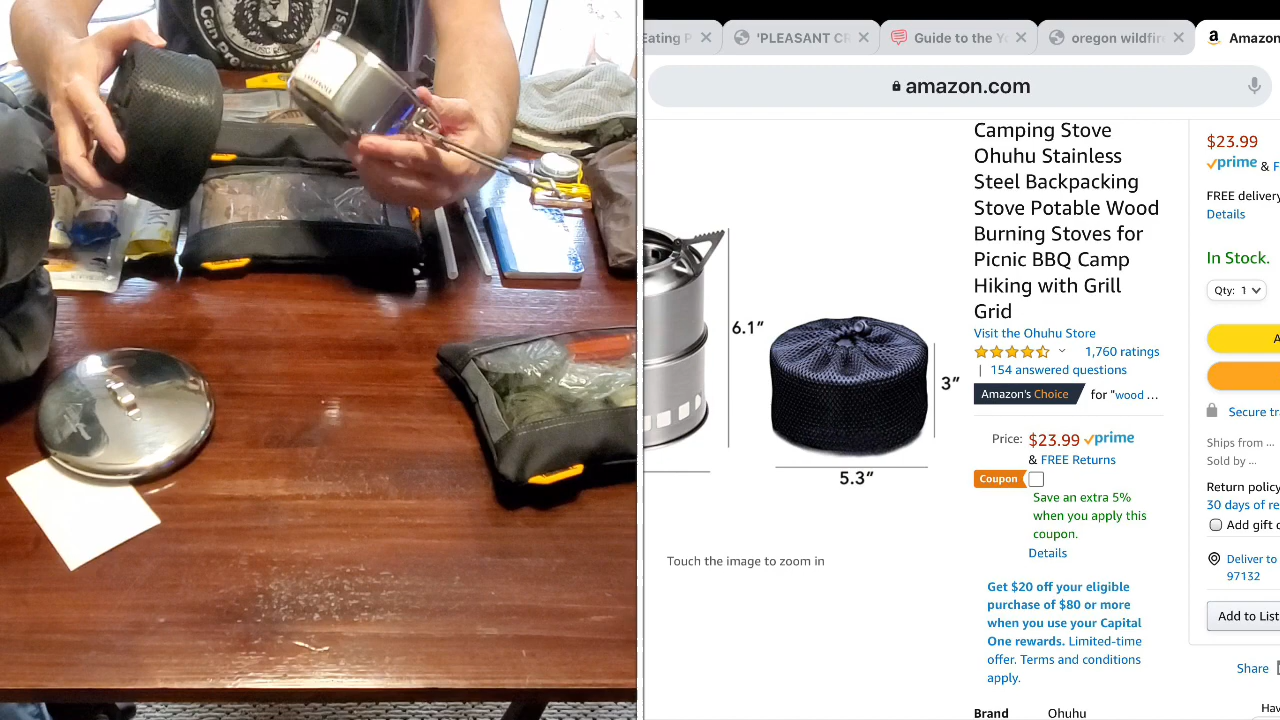 Can Pro
Eating P
'PLEASANT CR
Guide to the Yo
oregon wildfire
Amazon
amazon.com
Camping Stove
Ohuhu Stainless
Steel Backpacking
Stove Potable Wood
Burning Stoves for
Picnic BBQ Camp
Hiking with Grill
Grid
Visit the Ohuhu Store
1,760 ratings
| 154 answered questions
Amazon's Choice for "wood ...
Price: $23.99 prime
& FREE Returns
Coupon
Save an extra 5%
when you apply this
coupon.
Details
Get $20 off your eligible
purchase of $80 or more
when you use your Capital
One rewards. Limited-time
offer. Terms and conditions
apply.
Brand Ohuhu
6.1”
3”
5.3”
Touch the image to zoom in
$23.99
prime & F
FREE delivery
Details
In Stock.
Qty: 1
A
Secure tr
Ships from ...
Sold by ...
Return policy
30 days of re
Add gift o
Deliver to
97132
Add to List
Share
Hav